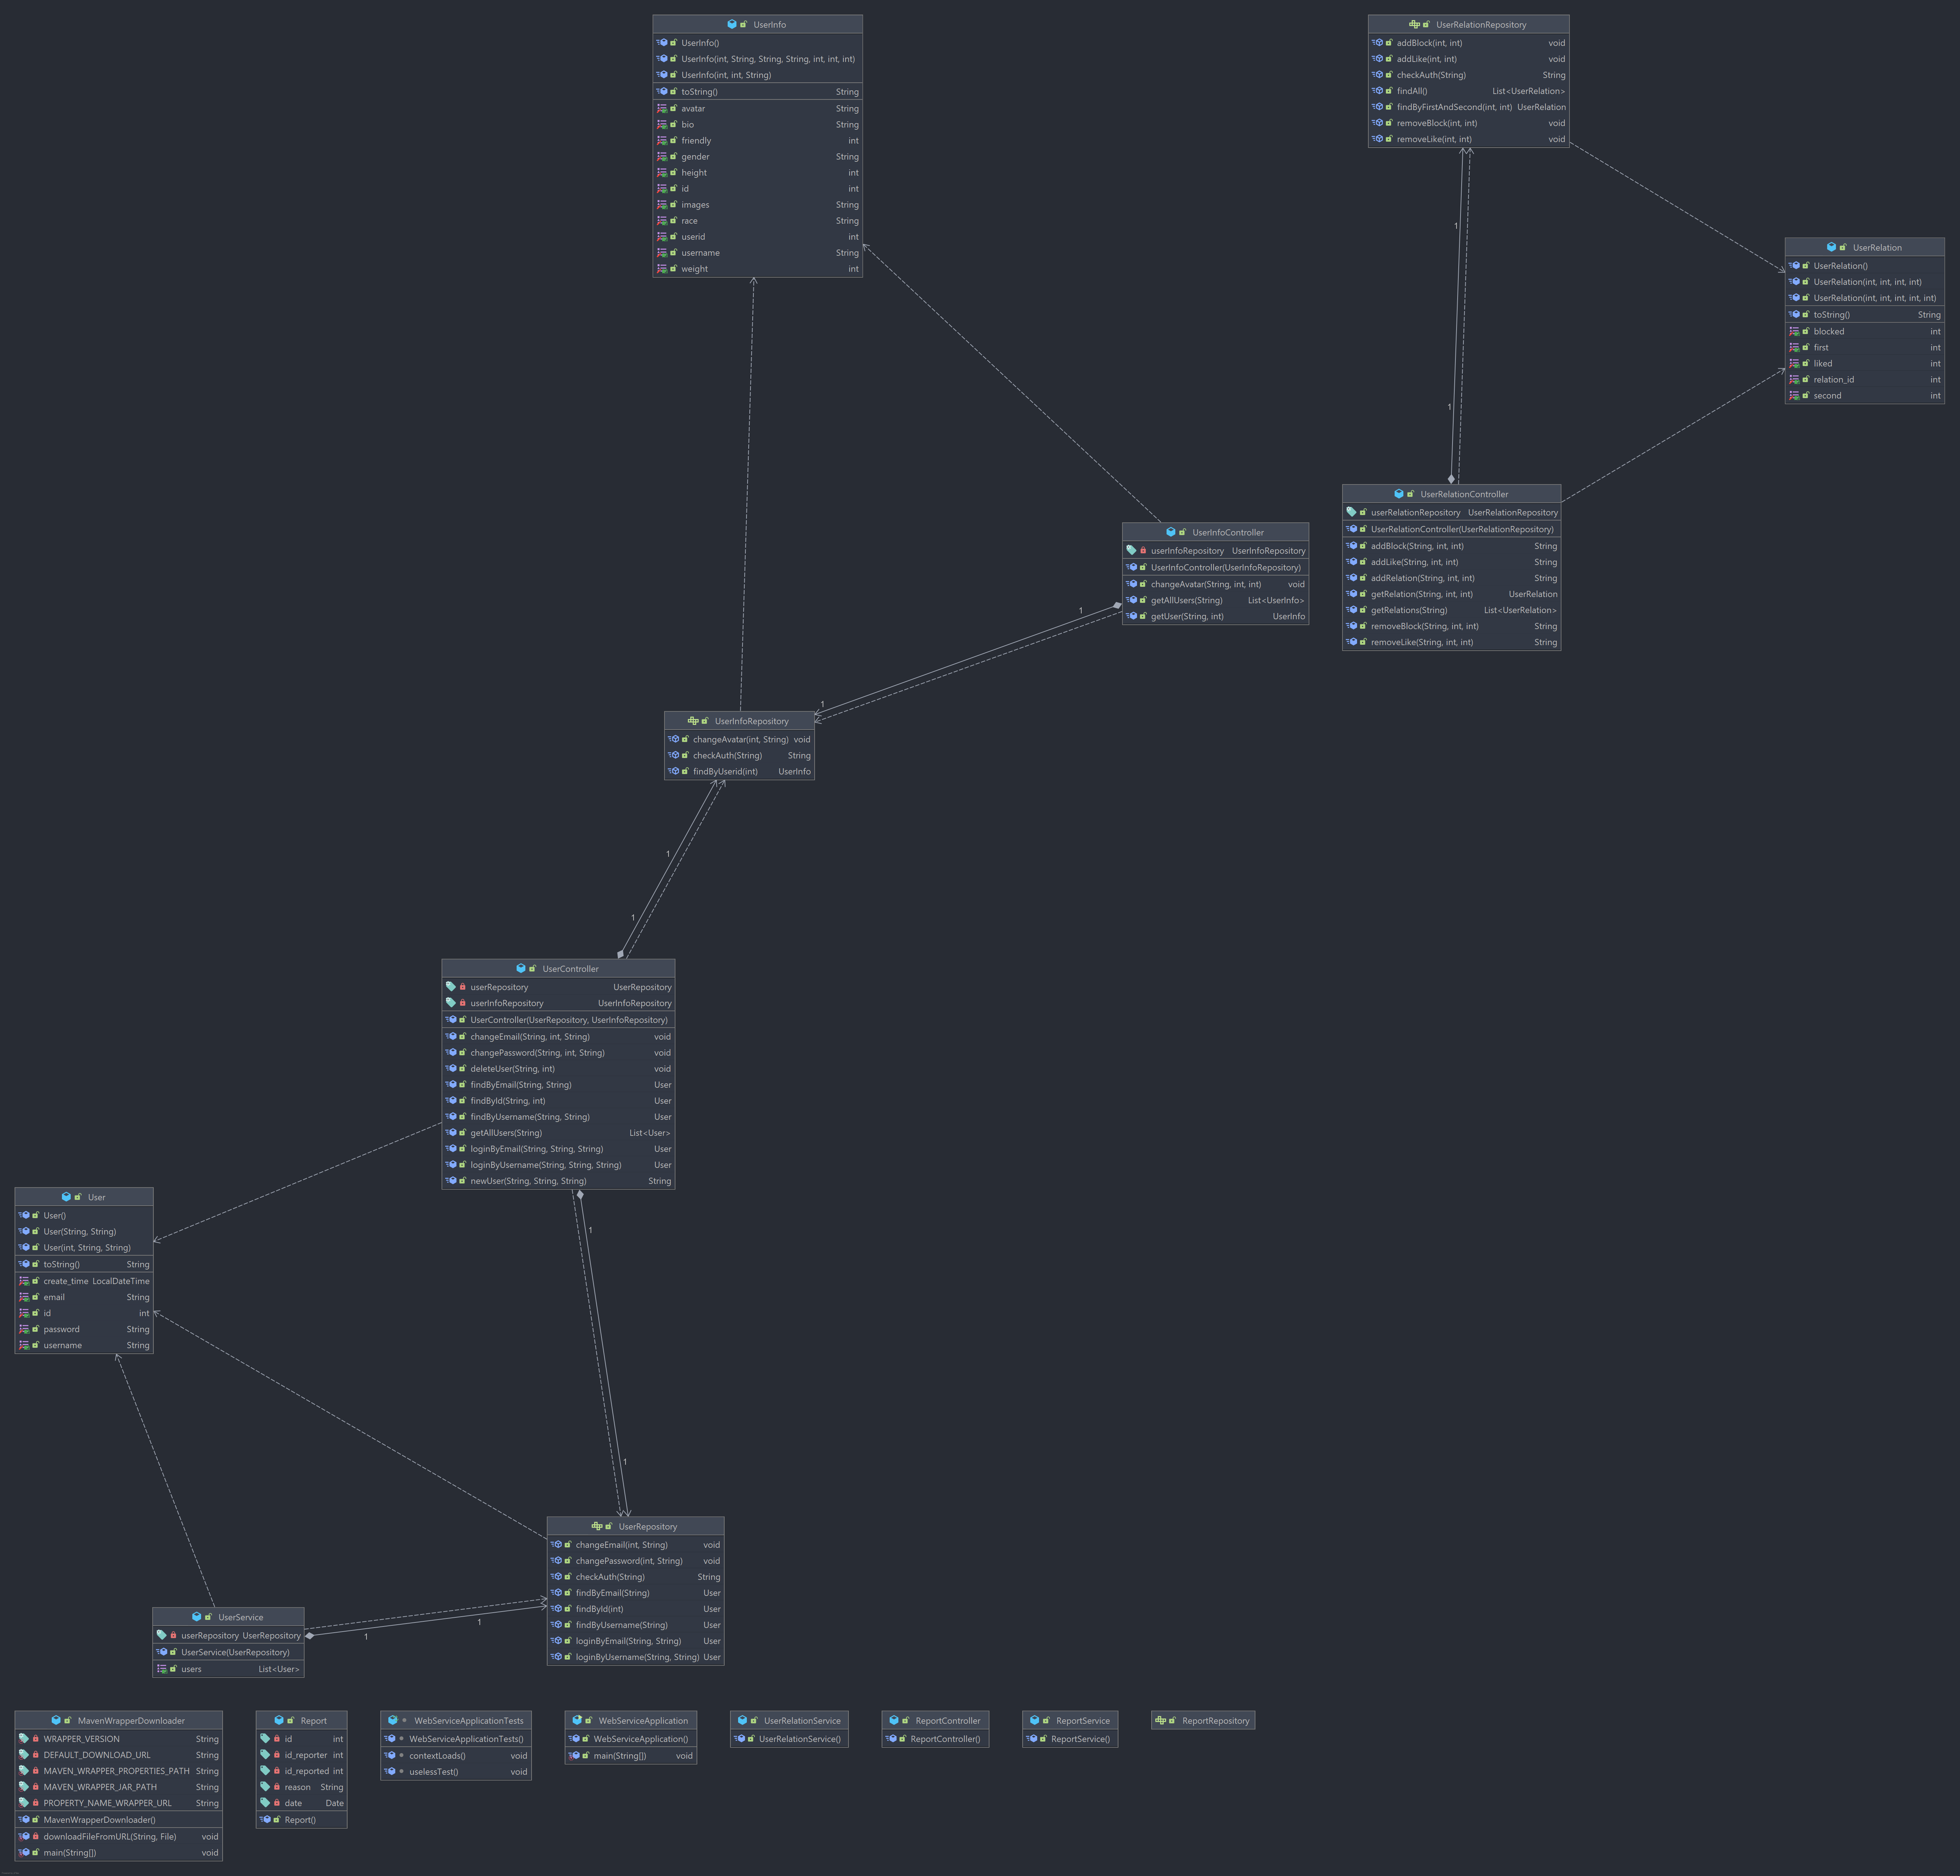 UserInfo
UserInfo()
UserInfo(int, String, String, String, int, int, int)
UserInfo(int, int, String)
toString() String
avatar String
bio String
friendly int
gender String
height int
id int
images String
race String
userid int
username String
weight int
UserRelationRepository
addBlock(int, int) void
addLike(int, int) void
checkAuth(String) String
findAll() List<UserRelation>
findByFirstAndSecond(int, int) UserRelation
removeBlock(int, int) void
removeLike(int, int) void
1
1
UserRelation
UserRelation()
UserRelation(int, int, int, int)
UserRelation(int, int, int, int, int)
toString() String
blocked int
first int
liked int
relation_id int
second int
UserRelationController
userRelationRepository UserRelationRepository
UserRelationController(UserRelationRepository)
addBlock(String, int, int) String
addLike(String, int, int) String
addRelation(String, int, int) String
getRelation(String, int, int) UserRelation
getRelations(String) List<UserRelation>
removeBlock(String, int, int) String
removeLike(String, int, int) String
UserInfoController
userInfoRepository UserInfoRepository
UserInfoController(UserInfoRepository)
changeAvatar(String, int, int) void
getAllUsers(String) List<UserInfo>
getUser(String, int) UserInfo
1
1
UserInfoRepository
changeAvatar(int, String) void
checkAuth(String) String
findByUserid(int) UserInfo
1
1
UserController
userRepository UserRepository
userInfoRepository UserInfoRepository
UserController(UserRepository, UserInfoRepository)
changeEmail(String, int, String) void
changePassword(String, int, String) void
deleteUser(String, int) void
findByEmail(String, String) User
findById(String, int) User
findByUsername(String, String) User
getAllUsers(String) List<User>
loginByEmail(String, String, String) User
loginByUsername(String, String, String) User
newUser(String, String, String) String
1
1
User
User()
User(String, String)
User(int, String, String)
toString() String
create_time LocalDateTime
email String
id int
password String
username String
UserRepository
changeEmail(int, String) void
changePassword(int, String) void
checkAuth(String) String
findByEmail(String) User
findById(int) User
findByUsername(String) User
loginByEmail(String, String) User
loginByUsername(String, String) User
UserService
userRepository UserRepository
UserService(UserRepository)
users List<User>
1
1
MavenWrapperDownloader
WRAPPER_VERSION String
DEFAULT_DOWNLOAD_URL String
MAVEN_WRAPPER_PROPERTIES_PATH String
MAVEN_WRAPPER_JAR_PATH String
PROPERTY_NAME_WRAPPER_URL String
MavenWrapperDownloader()
downloadFileFromURL(String, File) void
main(String[]) void
Report
id int
id_reporter int
id_reported int
reason String
date Date
Report()
WebServiceApplicationTests
WebServiceApplicationTests()
contextLoads() void
uselessTest() void
WebServiceApplication
WebServiceApplication()
main(String[]) void
UserRelationService
UserRelationService()
ReportController
ReportController()
ReportService
ReportService()
ReportRepository